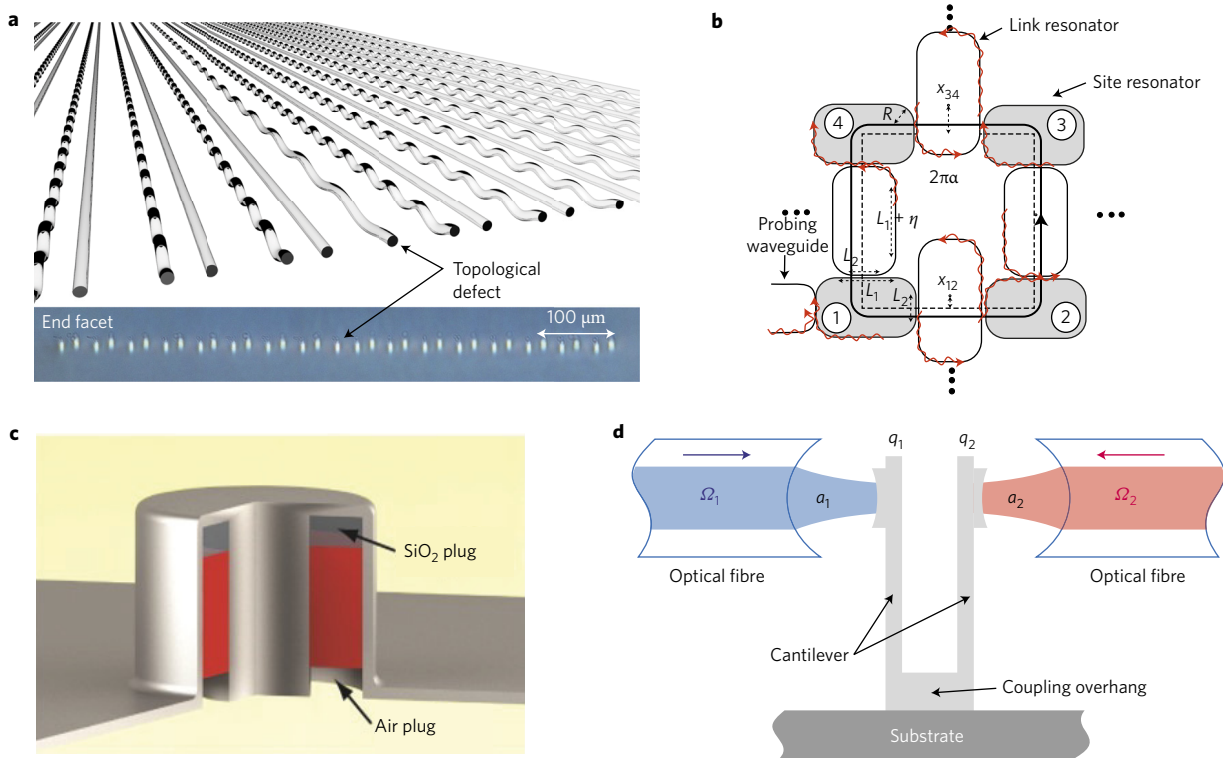 a
Topological
defect
End facet
100 μm
b
Link resonator
Site resonator
x₃₄
R
4
3
2πα
L₁ + η
Probing
waveguide
L₂
L₁
L₂
x₁₂
1
2
c
SiO₂ plug
Air plug
d
q₁
q₂
Ω₁
a₁
a₂
Ω₂
Optical fibre
Optical fibre
Cantilever
Coupling overhang
Substrate